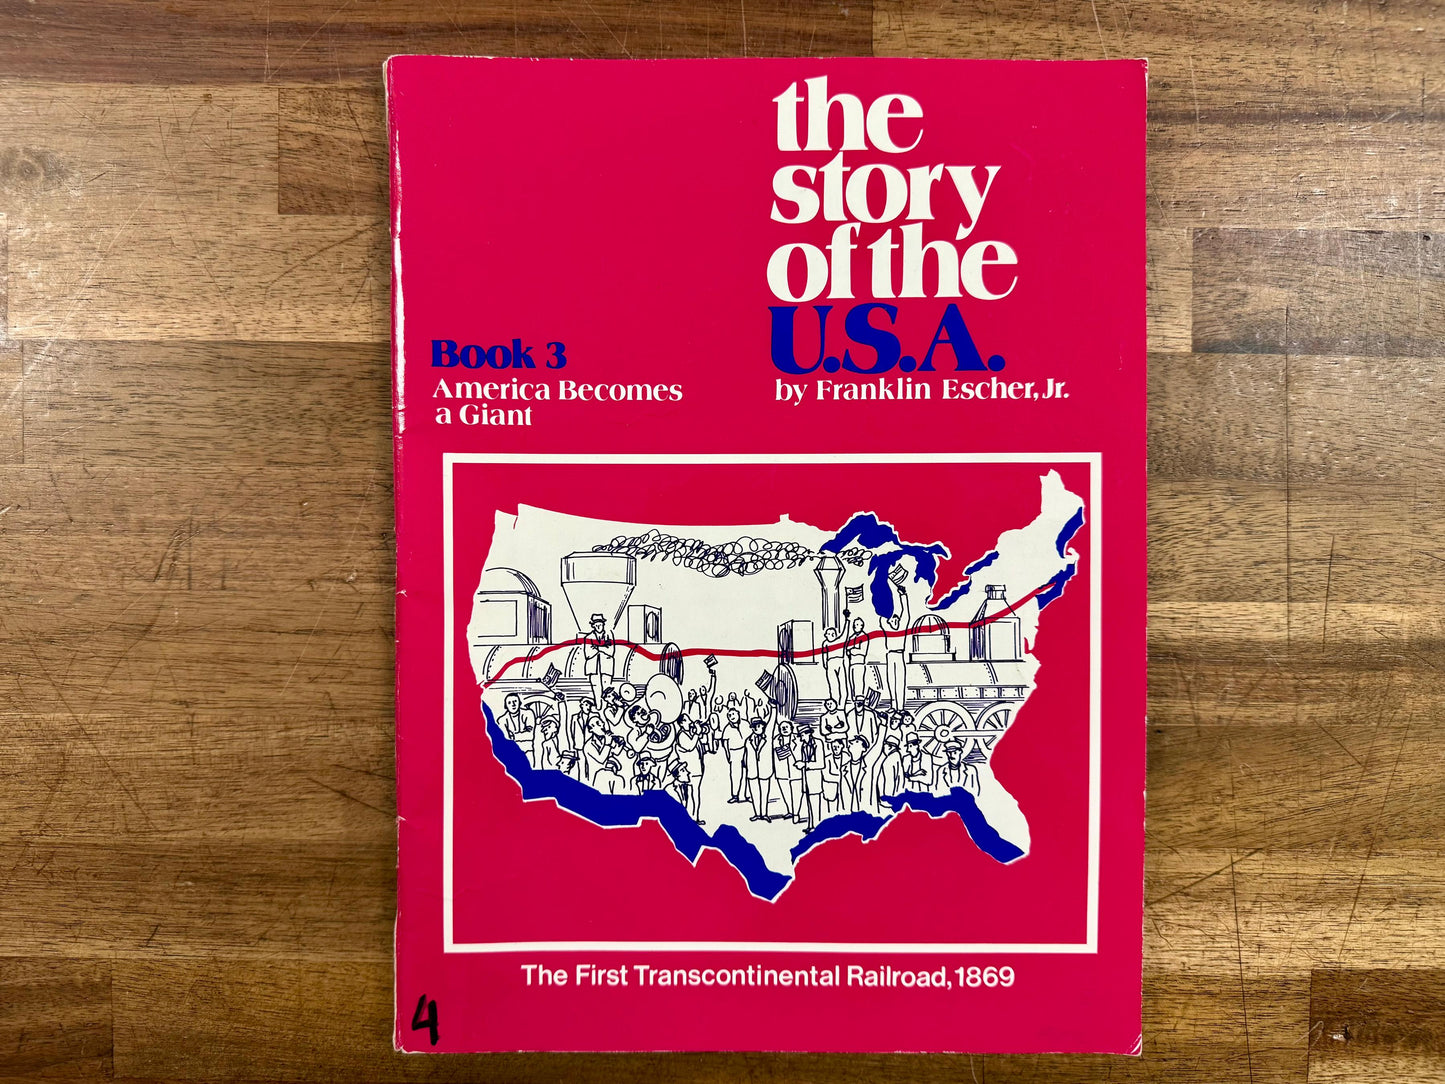 the
story
of the
U.S.A.
by Franklin Escher, Jr.
Book 3
America Becomes
a Giant
The First Transcontinental Railroad, 1869
4